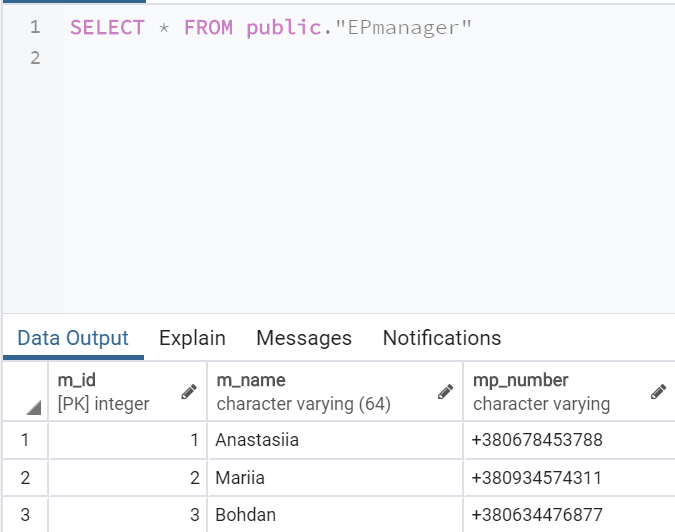 1 SELECT * FROM public."EPmanager"
2
Data Output Explain Messages Notifications
m_id m_name mp_number
[PK] integer character varying (64) character varying
1 1 Anastasiia +380678453788
2 2 Mariia +380934574311
3 3 Bohdan +380634476877